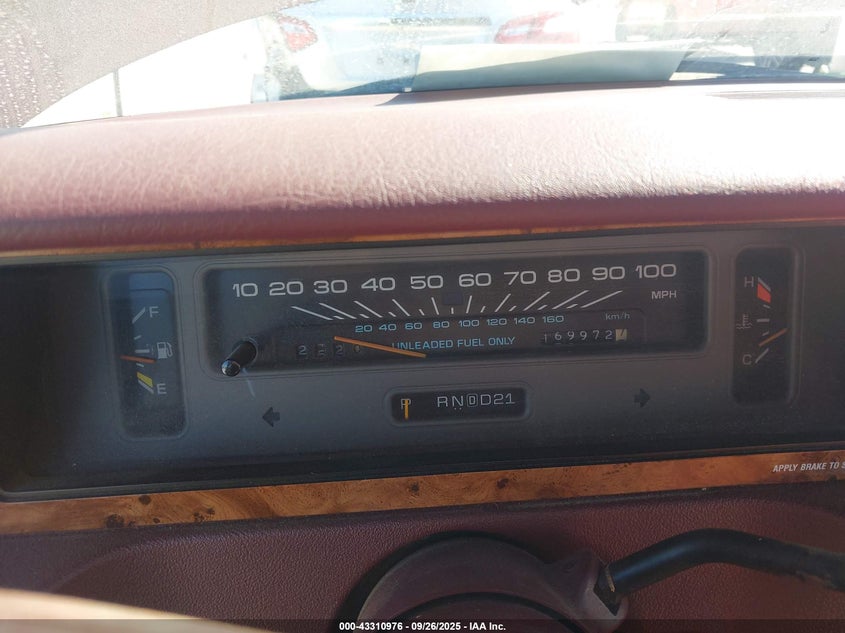 10 20 30 40 50 60 70 80 90 100
MPH
20 40 60 80 100 120 140 160
km/h
UNLEADED FUEL ONLY
169972
F
E
H
C
P RN D D21
APPLY BRAKE TO
000-43310976 - 09/26/2025 - IAA Inc.